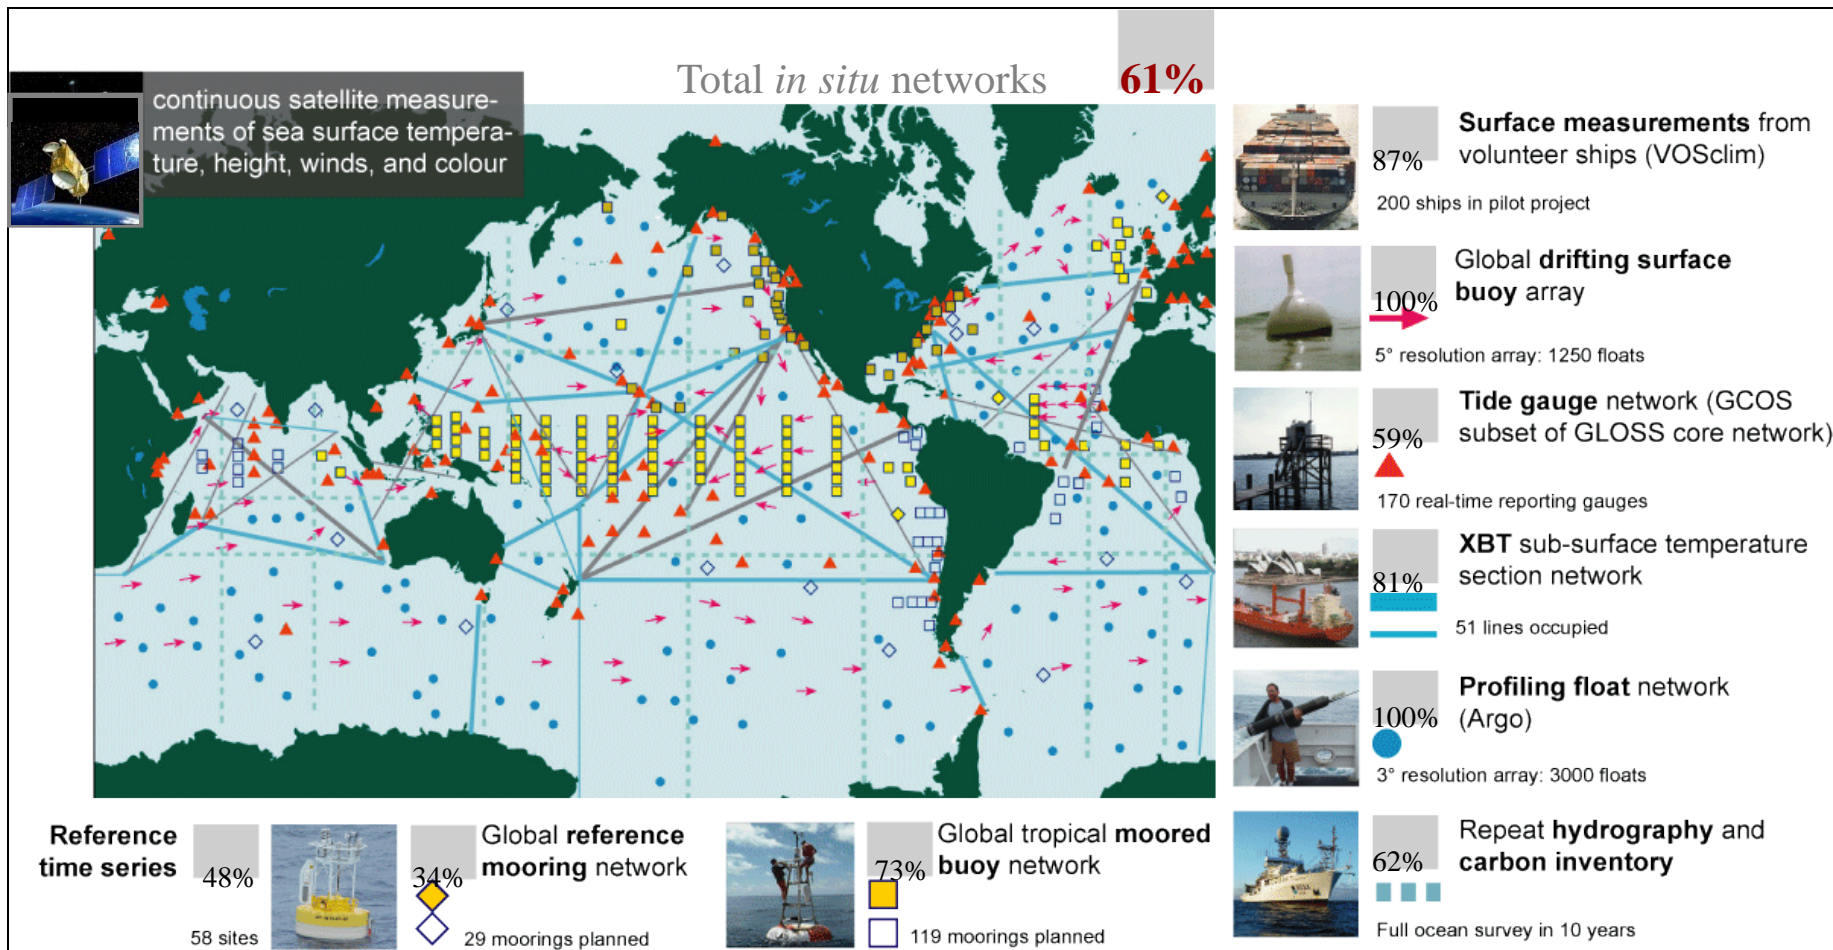 Total in situ networks
61%
continuous satellite measure-
ments of sea surface tempera-
ture, height, winds, and colour
87%
Surface measurements from
volunteer ships (VOSclim)
200 ships in pilot project
100%
Global drifting surface
buoy array
5° resolution array: 1250 floats
59%
Tide gauge network (GCOS
subset of GLOSS core network)
170 real-time reporting gauges
81%
XBT sub-surface temperature
section network
51 lines occupied
100%
Profiling float network
(Argo)
3° resolution array: 3000 floats
62%
Repeat hydrography and
carbon inventory
Full ocean survey in 10 years
Reference
time series
48%
58 sites
34%
Global reference
mooring network
29 moorings planned
73%
Global tropical moored
buoy network
119 moorings planned